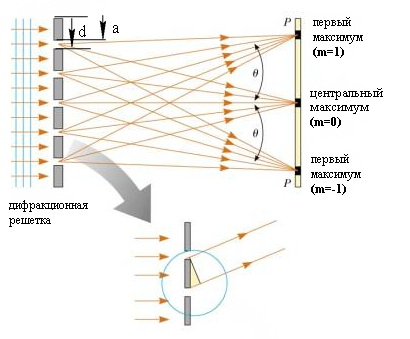 d
a
P
первый
максимум
(m=1)
θ
центральный
максимум
(m=0)
θ
первый
максимум
(m=-1)
P
дифракционная
решетка